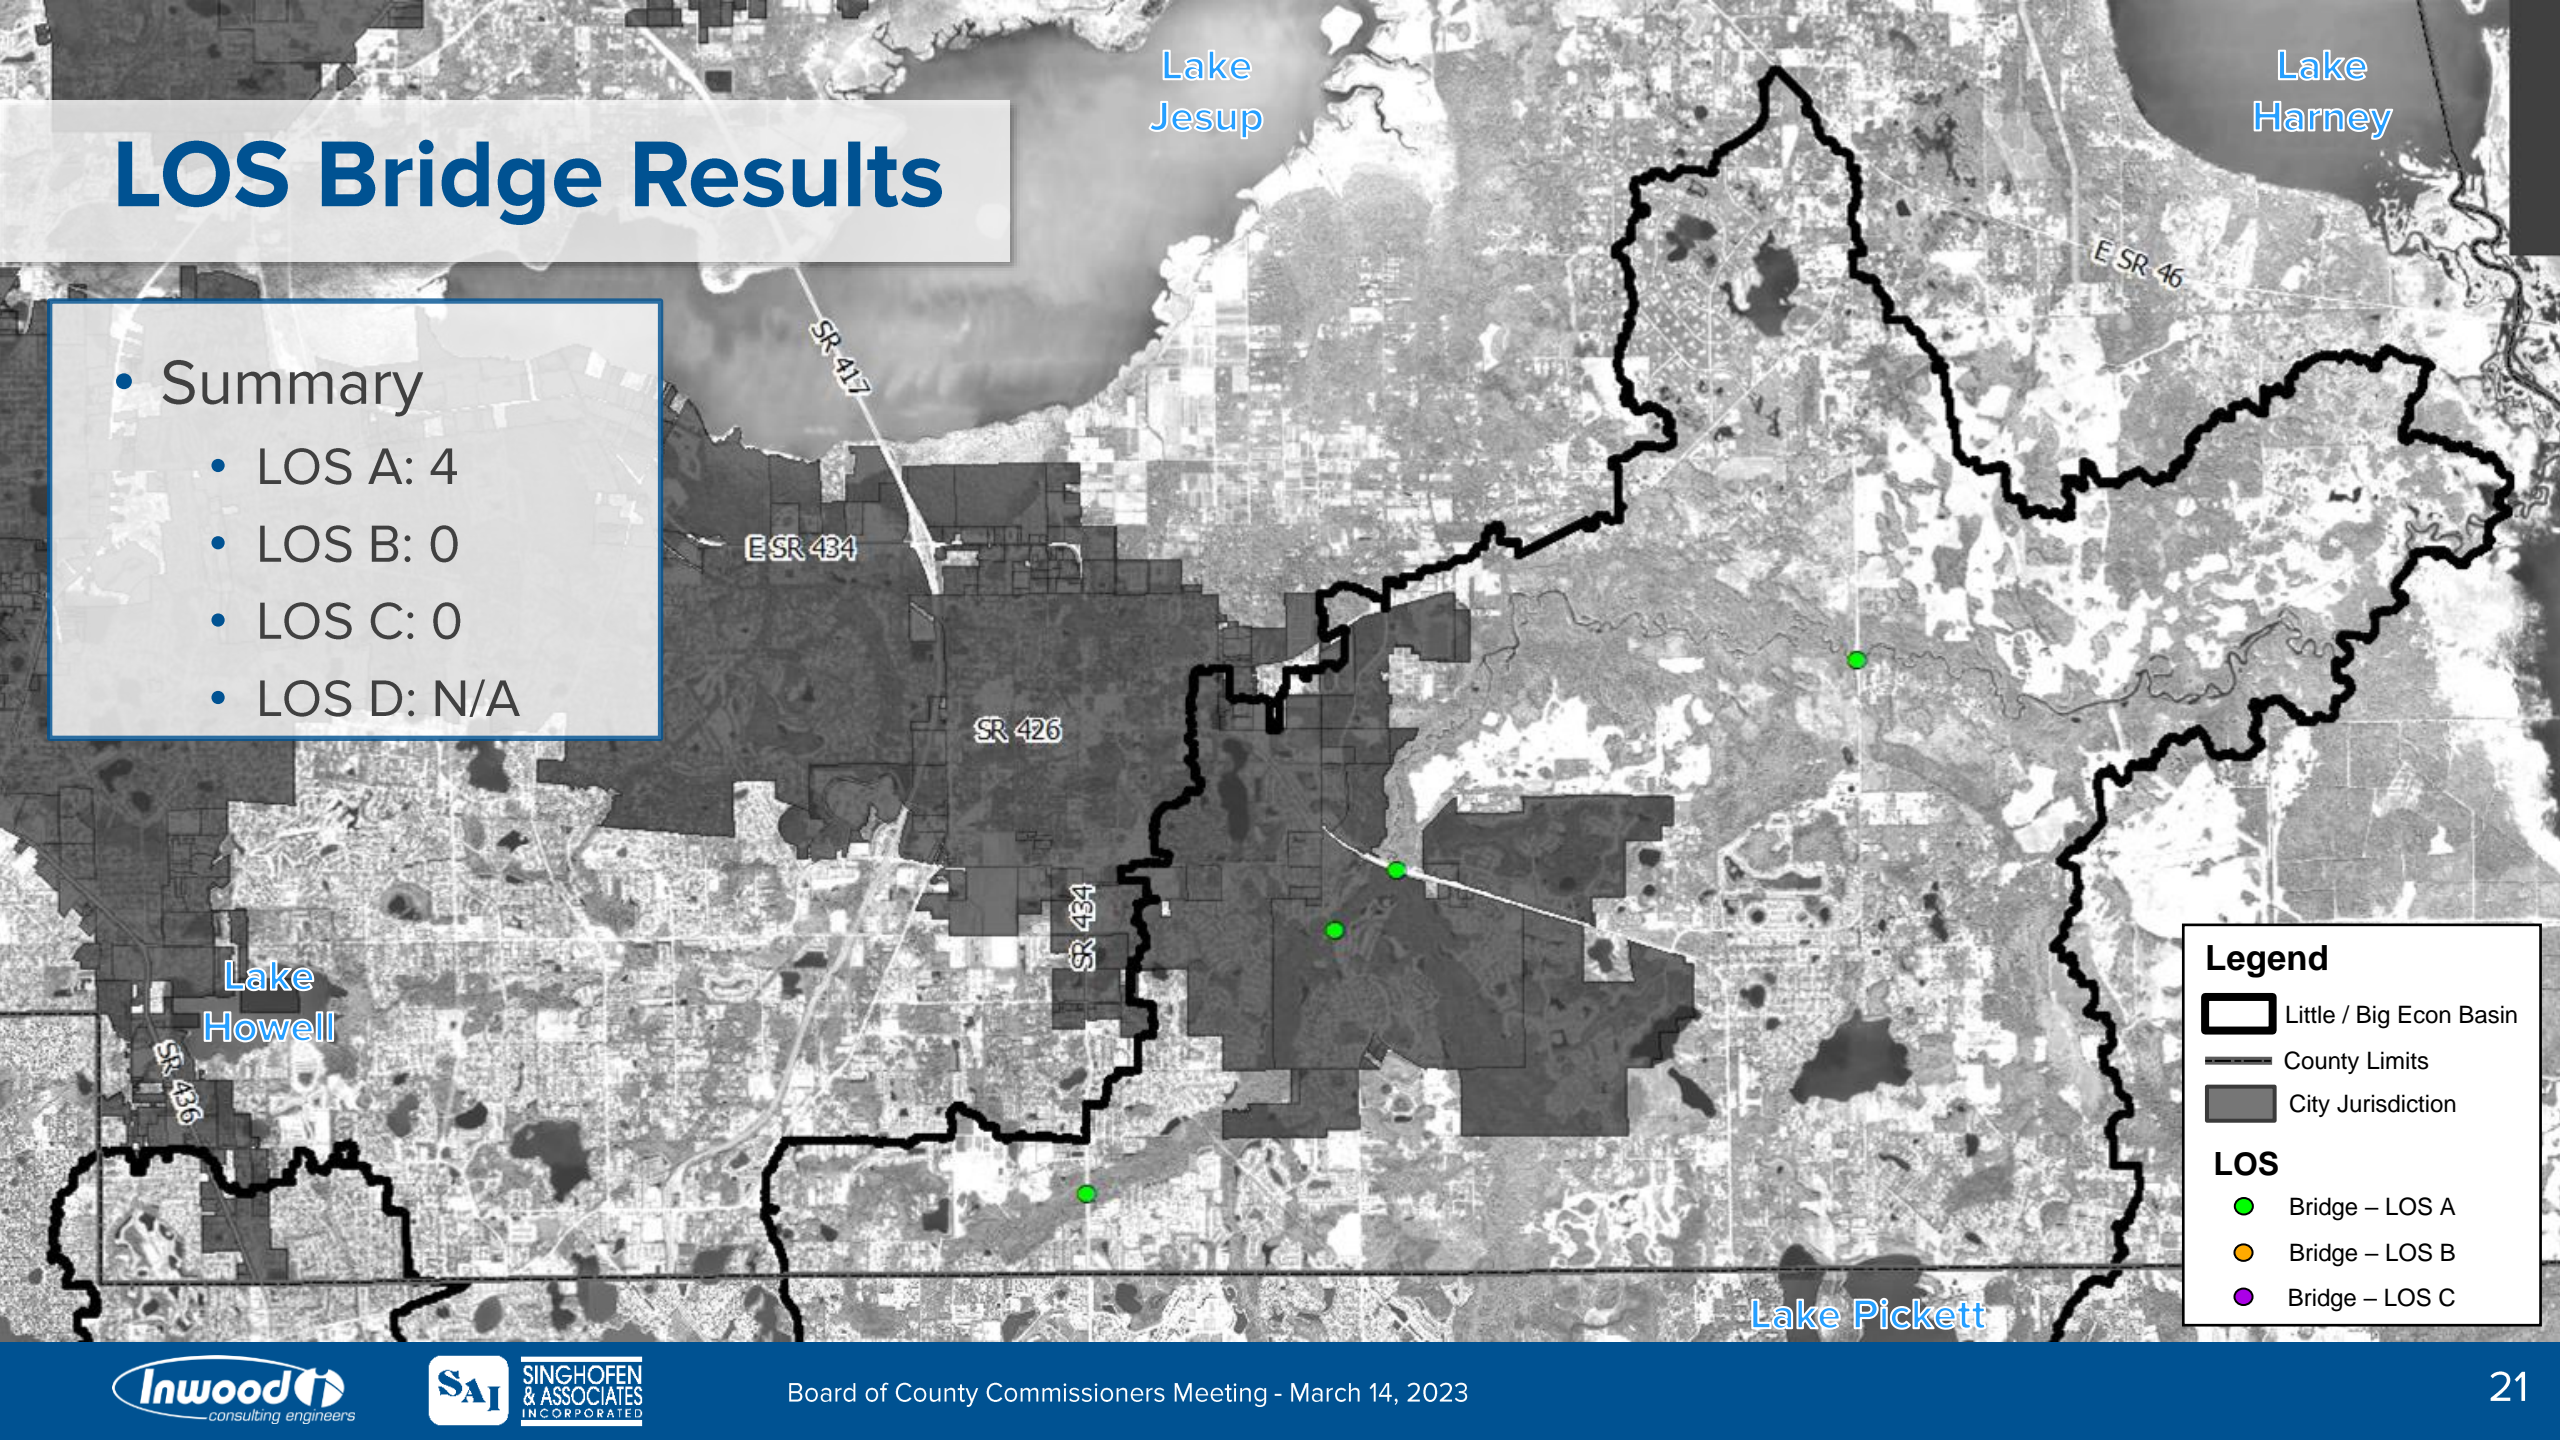 LOS Bridge Results
• Summary
• LOS A: 4
• LOS B: 0
• LOS C: 0
• LOS D: N/A
Lake
Jesup
Lake
Harney
E SR 46
SR 417
E SR 434
SR 426
SR 434
Lake
Howell
SR 436
Lake Pickett
Legend
Little / Big Econ Basin
County Limits
City Jurisdiction
LOS
Bridge – LOS A
Bridge – LOS B
Bridge – LOS C
Inwood
consulting engineers
SAI
SINGHOFEN
& ASSOCIATES
INCORPORATED
Board of County Commissioners Meeting - March 14, 2023
21